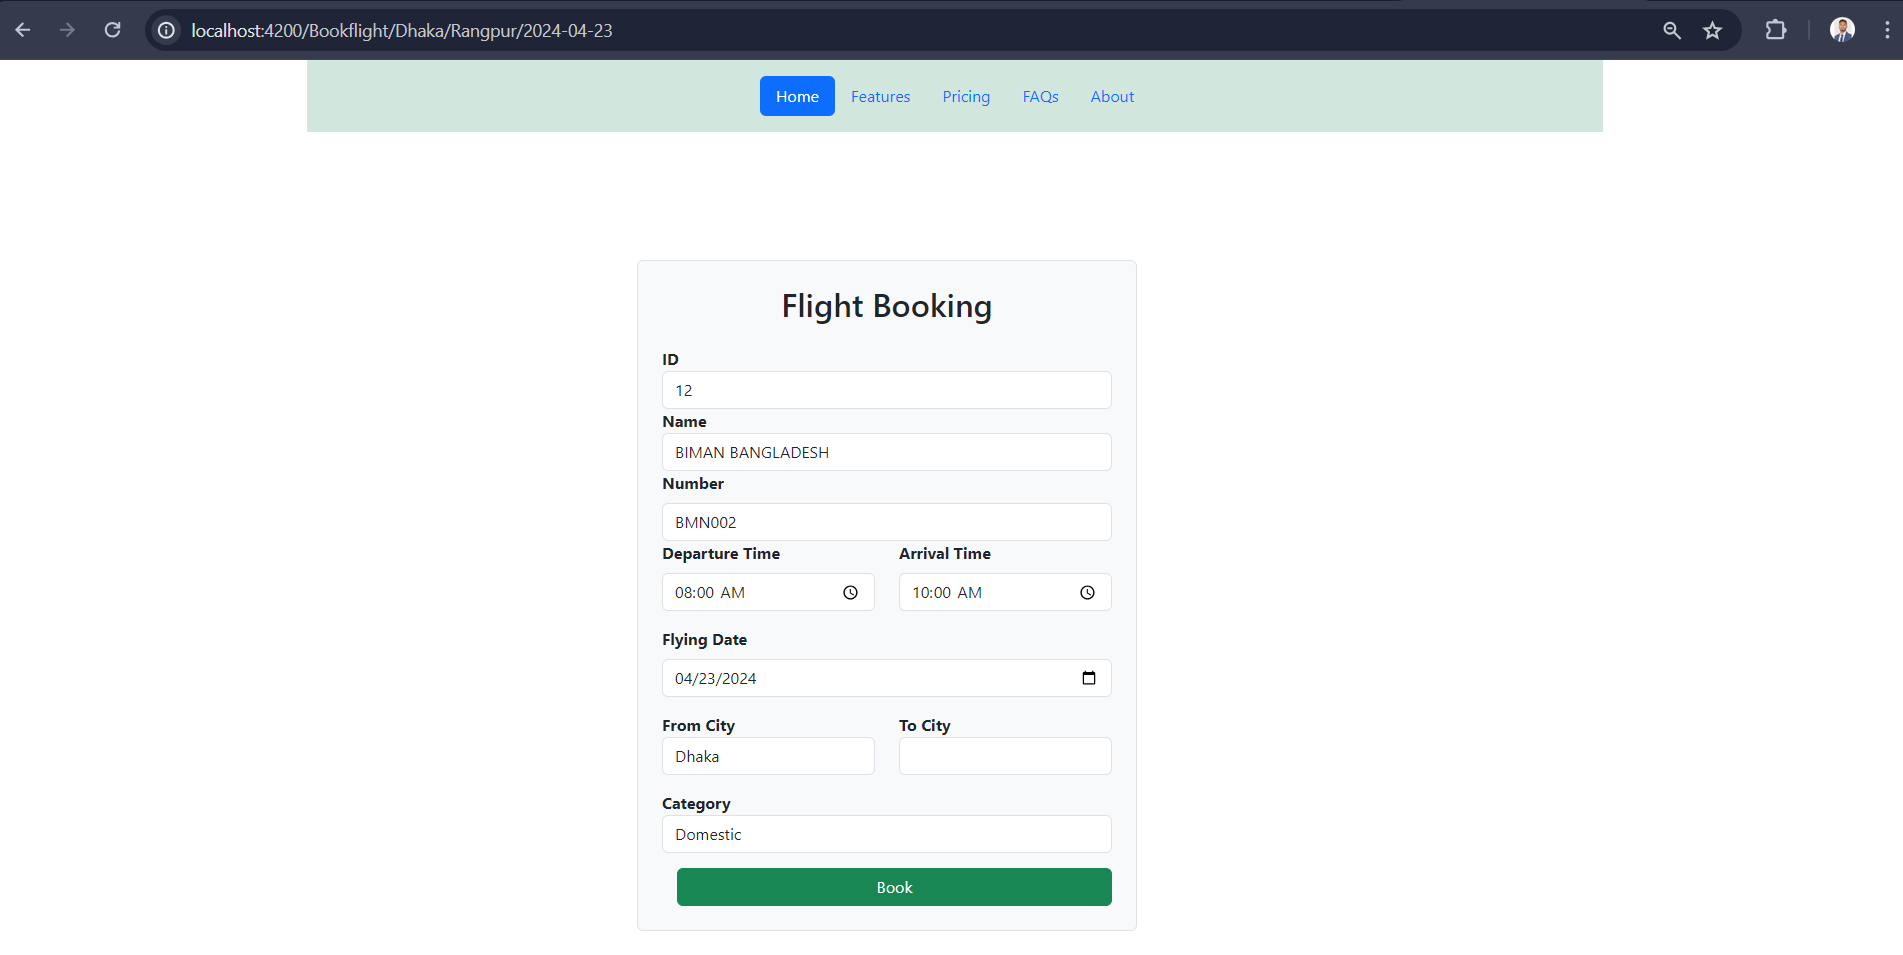 localhost:4200/Bookflight/Dhaka/Rangpur/2024-04-23
Home Features Pricing FAQs About
Flight Booking
ID
12
Name
BIMAN BANGLADESH
Number
BMN002
Departure Time Arrival Time
08:00 AM 10:00 AM
Flying Date
04/23/2024
From City To City
Dhaka
Category
Domestic
Book